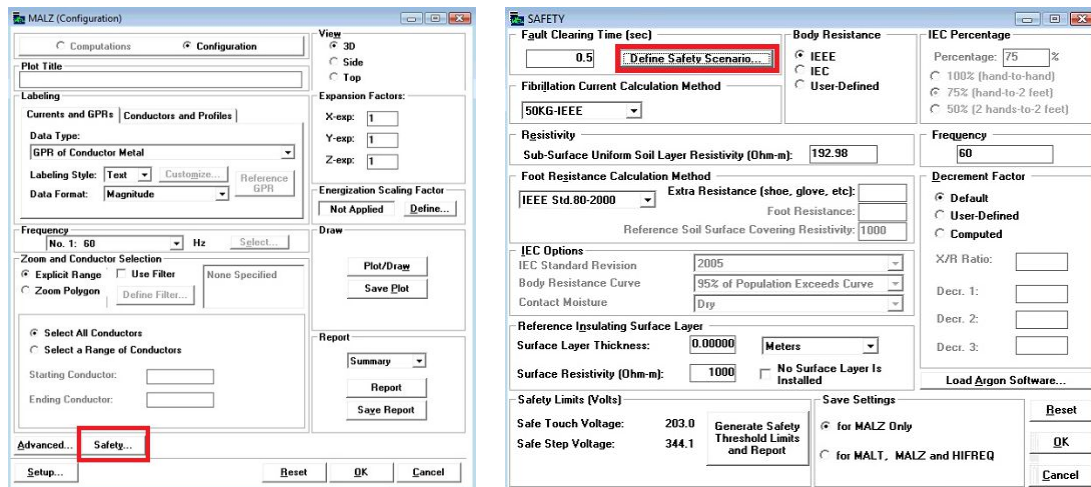 MALZ (Configuration)
Computations Configuration
Plot Title
Labeling
Currents and GPRs Conductors and Profiles
Data Type:
GPR of Conductor Metal
Labeling Style: Text Customize... Reference GPR
Data Format: Magnitude
Frequency
No. 1: 60 Hz Select...
Zoom and Conductor Selection
Explicit Range Use Filter None Specified
Zoom Polygon Define Filter...
Select All Conductors
Select a Range of Conductors
Starting Conductor:
Ending Conductor:
Advanced... Safety...
Setup... Reset OK Cancel
View
3D
Side
Top
Expansion Factors:
X-exp: 1
Y-exp: 1
Z-exp: 1
Energization Scaling Factor
Not Applied Define...
Draw
Plot/Draw
Save Plot
Report
Summary
Report
Save Report
SAFETY
Fault Clearing Time (sec)
0.5 Define Safety Scenario...
Fibrillation Current Calculation Method
50KG-IEEE
Body Resistance
IEEE
IEC
User-Defined
IEC Percentage
Percentage: 75 %
100% (hand-to-hand)
75% (hand-to-2 feet)
50% (2 hands-to-2 feet)
Resistivity
Sub-Surface Uniform Soil Layer Resistivity (Ohm-m): 192.98
Frequency
60
Foot Resistance Calculation Method
IEEE Std.80-2000 Extra Resistance (shoe, glove, etc):
Foot Resistance:
Reference Soil Surface Covering Resistivity: 1000
Decrement Factor
Default
User-Defined
Computed
X/R Ratio:
Decr. 1:
Decr. 2:
Decr. 3:
IEC Options
IEC Standard Revision 2005
Body Resistance Curve 95% of Population Exceeds Curve
Contact Moisture Dry
Reference Insulating Surface Layer
Surface Layer Thickness: 0.00000 Meters
Surface Resistivity (Ohm-m): 1000 No Surface Layer Is Installed
Load Argon Software...
Safety Limits (Volts)
Safe Touch Voltage: 203.0
Safe Step Voltage: 344.1
Generate Safety
Threshold Limits
and Report
Save Settings
for MALZ Only
for MALT, MALZ and HIFREQ
Reset
OK
Cancel